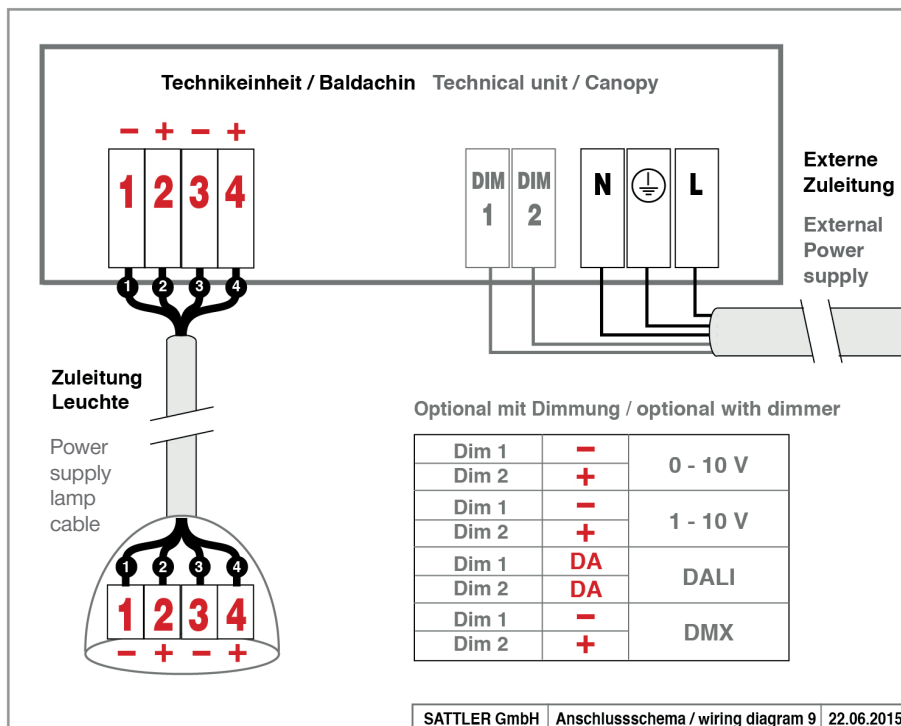 Technikeinheit / Baldachin Technical unit / Canopy
− + − +
1 2 3 4
DIM 1 DIM 2 N L
Externe
Zuleitung
External
Power
supply
1 2 3 4
Zuleitung
Leuchte
Power
supply
lamp
cable
1 2 3 4
1 2 3 4
− + − +
Optional mit Dimmung / optional with dimmer
Dim 1 − 0 - 10 V
Dim 2 +
Dim 1 − 1 - 10 V
Dim 2 +
Dim 1 DA DALI
Dim 2 DA
Dim 1 − DMX
Dim 2 +
SATTLER GmbH Anschlussschema / wiring diagram 9 22.06.2015